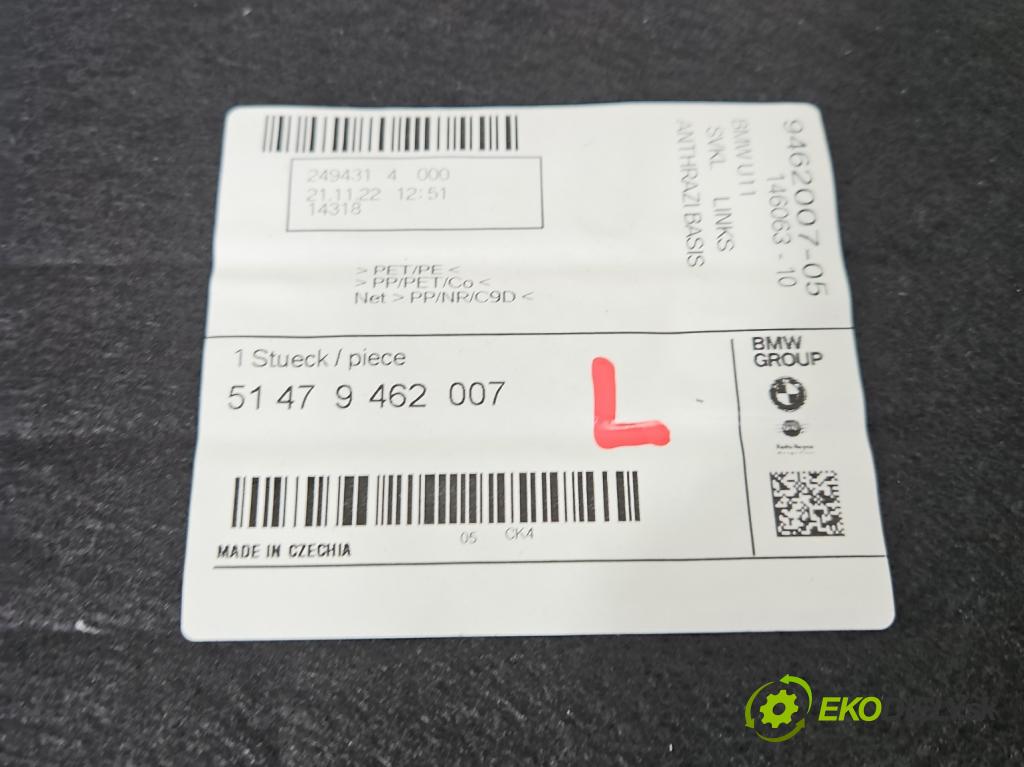 249431 4 000
21.11.22 12:51
14318
> PET/PE <
> PP/PET/Co <
Net > PP/NR/C9D <
9462007-05
146063 - 10
BMW U11
SVKL LINKS
ANTHRAZI BASIS
1 Stueck / piece
51 47 9 462 007
L
BMW
GROUP
05 CK4
MADE IN CZECHIA
EKO